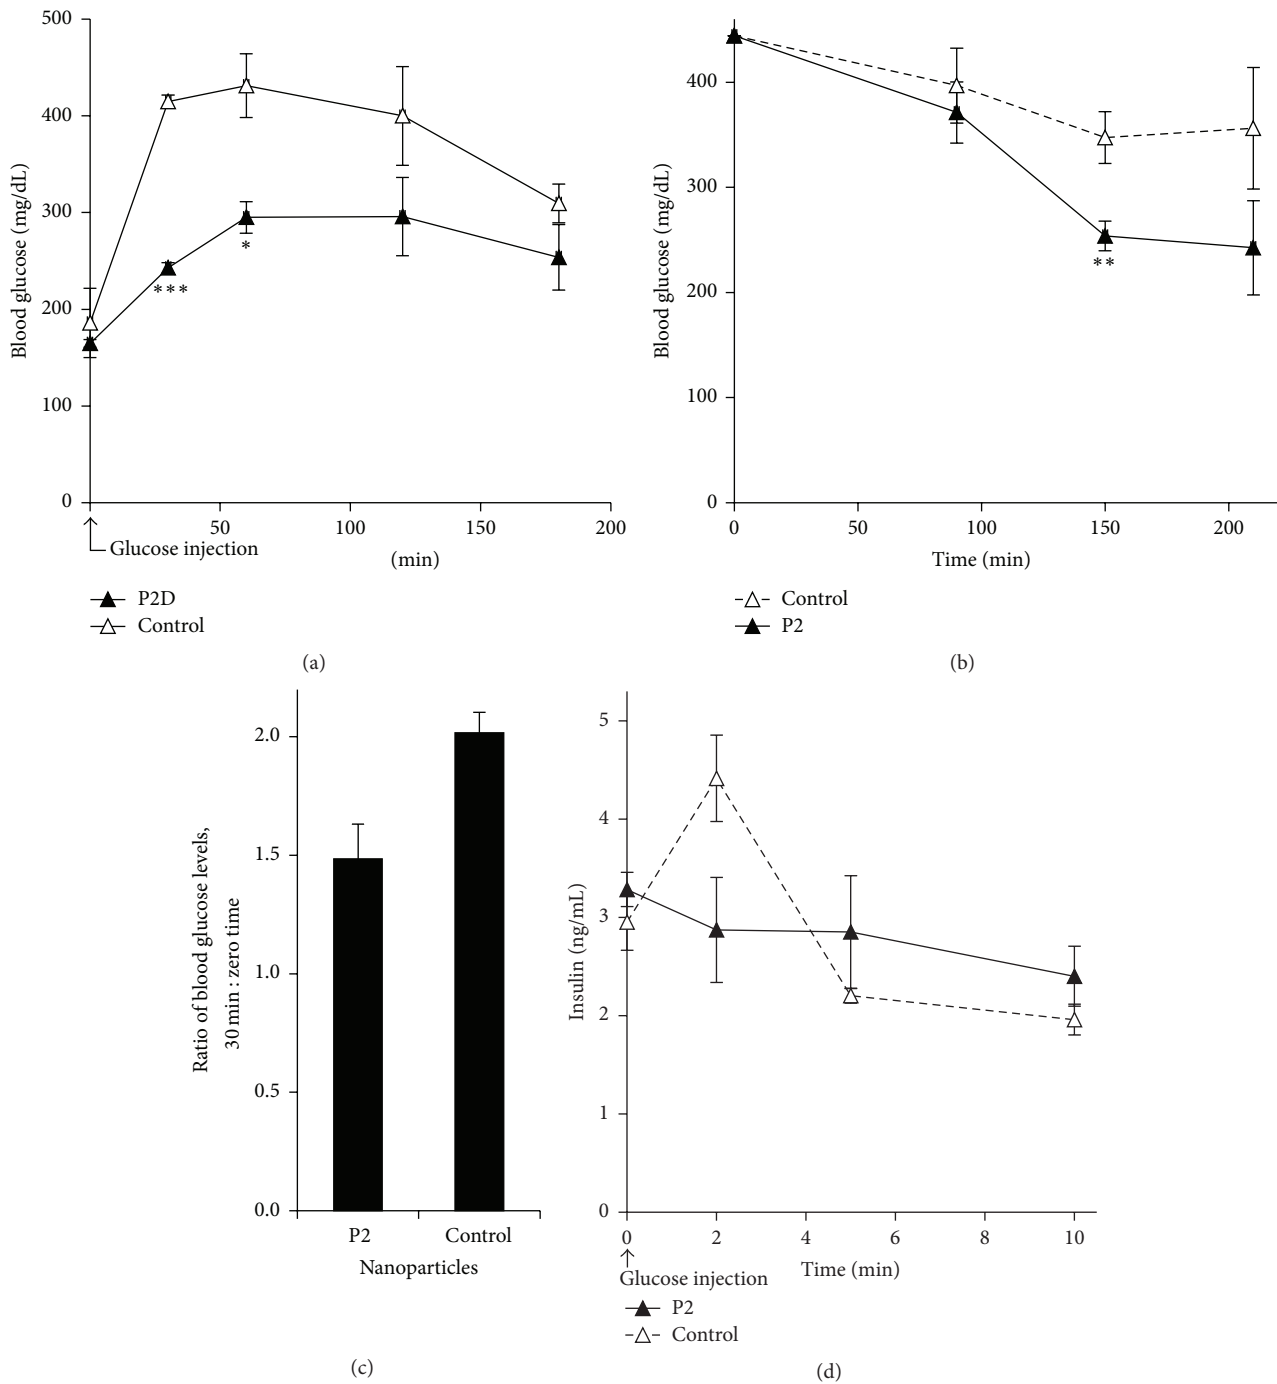 500
400
300
200
100
0
Blood glucose (mg/dL)
***
*
50
100
150
200
Glucose injection
(min)
P2D
Control
(a)
400
300
200
100
0
Blood glucose (mg/dL)
**
0
50
100
150
200
Time (min)
Control
P2
(b)
2.0
1.5
1.0
0.5
0.0
Ratio of blood glucose levels,
30 min : zero time
P2
Control
Nanoparticles
(c)
5
4
3
2
1
0
Insulin (ng/mL)
0
2
4
6
8
10
Glucose injection
Time (min)
P2
Control
(d)